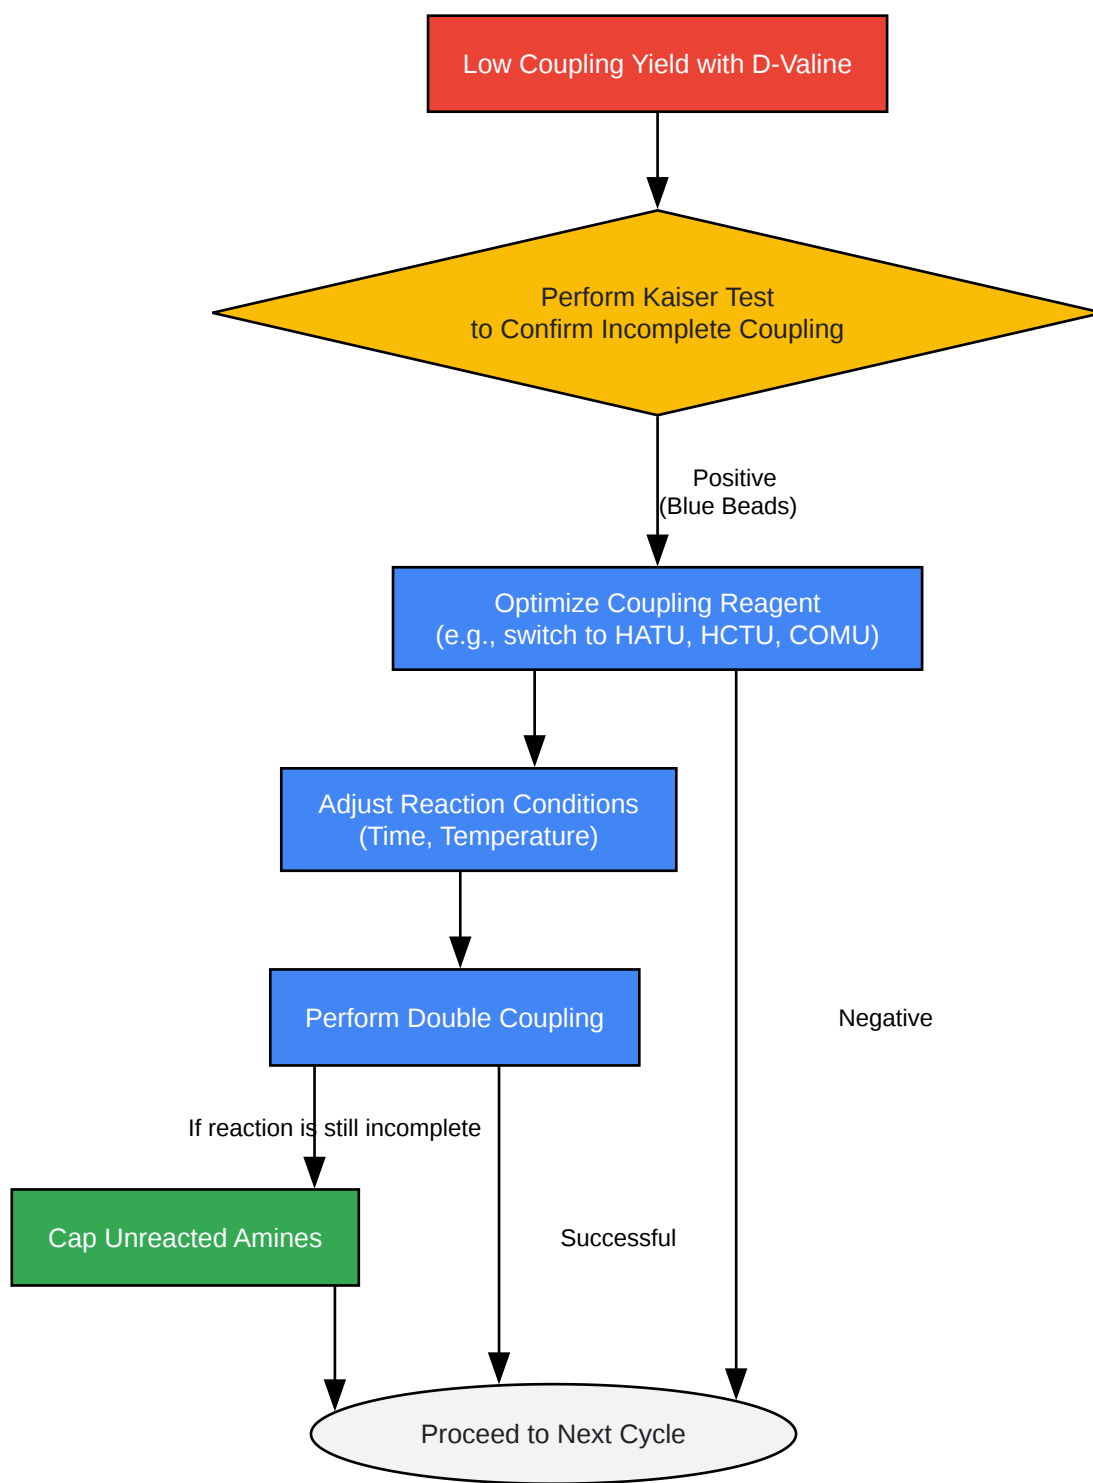 Low Coupling Yield with D-Valine
Perform Kaiser Test
to Confirm Incomplete Coupling
Positive
(Blue Beads)
Optimize Coupling Reagent
(e.g., switch to HATU, HCTU, COMU)
Adjust Reaction Conditions
(Time, Temperature)
Perform Double Coupling
Negative
If reaction is still incomplete
Cap Unreacted Amines
Successful
Proceed to Next Cycle